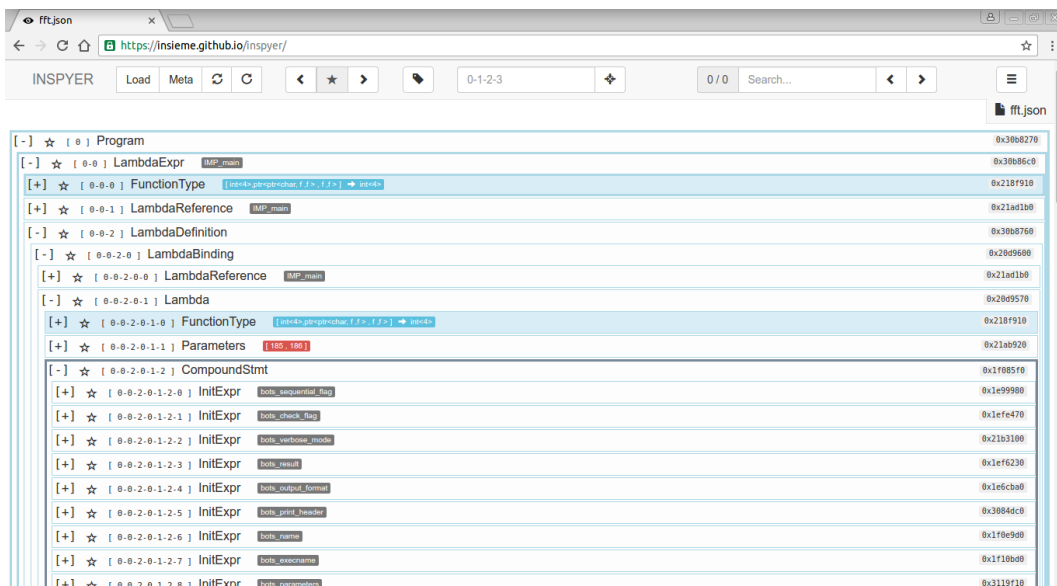 fft.json ×
https://insieme.github.io/inspyer/
INSPYER Load Meta 0-1-2-3 0 / 0 Search...
fft.json
[-] [ 0 ] Program 0x30b8270
[-] [ 0-0 ] LambdaExpr IMP_main 0x30b86c0
[+] [ 0-0-0 ] FunctionType [ int<4>,ptr<ptr<char, f ,f > , f ,f > ] ➔ int<4> 0x218f910
[+] [ 0-0-1 ] LambdaReference IMP_main 0x21ad1b0
[-] [ 0-0-2 ] LambdaDefinition 0x30b8760
[-] [ 0-0-2-0 ] LambdaBinding 0x20d9600
[+] [ 0-0-2-0-0 ] LambdaReference IMP_main 0x21ad1b0
[-] [ 0-0-2-0-1 ] Lambda 0x20d9570
[+] [ 0-0-2-0-1-0 ] FunctionType [ int<4>,ptr<ptr<char, f ,f > , f ,f > ] ➔ int<4> 0x218f910
[+] [ 0-0-2-0-1-1 ] Parameters [ 185 , 186 ] 0x21ab920
[-] [ 0-0-2-0-1-2 ] CompoundStmt 0x1f085f0
[+] [ 0-0-2-0-1-2-0 ] InitExpr bots_sequential_flag 0x1e99980
[+] [ 0-0-2-0-1-2-1 ] InitExpr bots_check_flag 0x1efe470
[+] [ 0-0-2-0-1-2-2 ] InitExpr bots_verbose_mode 0x21b3100
[+] [ 0-0-2-0-1-2-3 ] InitExpr bots_result 0x1ef6230
[+] [ 0-0-2-0-1-2-4 ] InitExpr bots_output_format 0x1e6cba0
[+] [ 0-0-2-0-1-2-5 ] InitExpr bots_print_header 0x3084dc0
[+] [ 0-0-2-0-1-2-6 ] InitExpr bots_name 0x1f0e9d0
[+] [ 0-0-2-0-1-2-7 ] InitExpr bots_execname 0x1f10bd0
[+] [ 0-0-2-0-1-2-8 ] InitExpr bots_parameters 0x3119f10